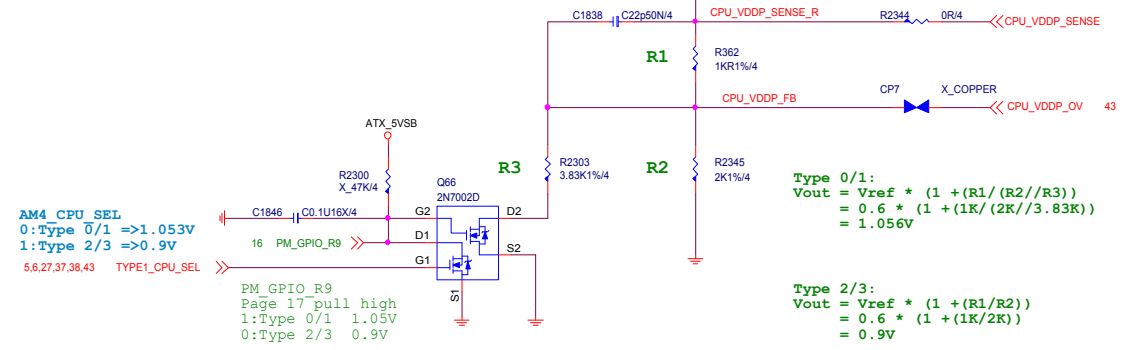 C1838
C22p50N/4
CPU_VDDP_SENSE_R
R2344
0R/4
CPU_VDDP_SENSE
R1
R362
1KR1%/4
CPU_VDDP_FB
CP7
X_COPPER
CPU_VDDP_OV
43
ATX_5VSB
R2300
X_47K/4
R3
R2303
3.83K1%/4
R2
R2345
2K1%/4
Q66
2N7002D
AM4_CPU_SEL
0:Type 0/1 =>1.053V
1:Type 2/3 =>0.9V
C1846
C0.1U16X/4
G2
D2
16
PM_GPIO_R9
D1
S2
5,6,27,37,38,43
TYPE1_CPU_SEL
G1
S1
PM_GPIO_R9
Page 17 pull high
1:Type 0/1  1.05V
0:Type 2/3  0.9V
Type 0/1:
Vout = Vref * (1 +(R1/(R2//R3))
= 0.6 * (1 +(1K/(2K//3.83K))
= 1.056V
Type 2/3:
Vout = Vref * (1 +(R1/R2))
= 0.6 * (1 +(1K/2K))
= 0.9V